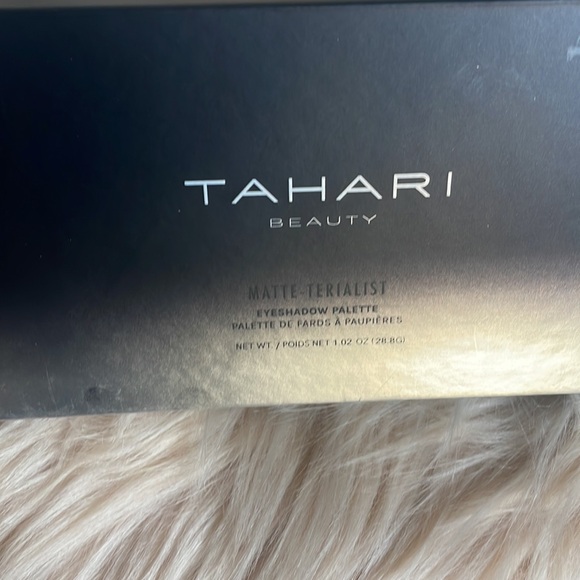 TAHARI
BEAUTY
MATTE-TERIALIST
EYESHADOW PALETTE
PALETTE DE FARDS À PAUPIÈRES
NET WT. / POIDS NET 1.02 OZ (28.8G)